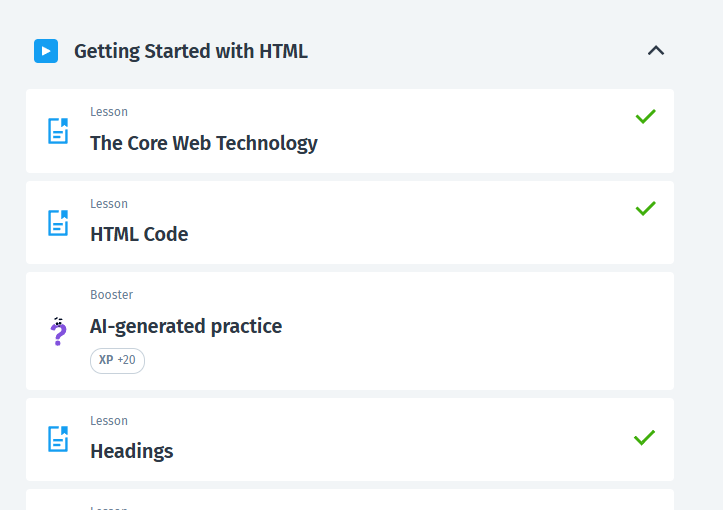 Getting Started with HTML
Lesson
The Core Web Technology
Lesson
HTML Code
Booster
AI-generated practice
XP +20
Lesson
Headings
Lesson